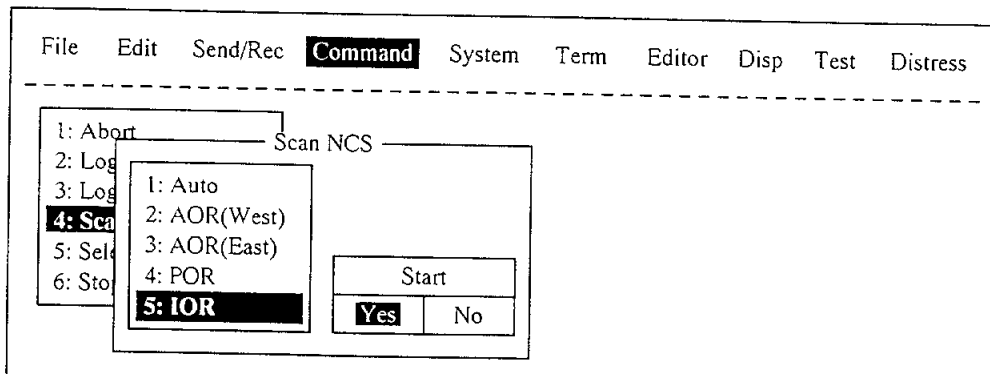 File Edit Send/Rec Command System Term Editor Disp Test Distress
1: Abort
2: Log
3: Log
4: Sca
5: Sele
6: Sto
Scan NCS
1: Auto
2: AOR(West)
3: AOR(East)
4: POR
5: IOR
Start
Yes No